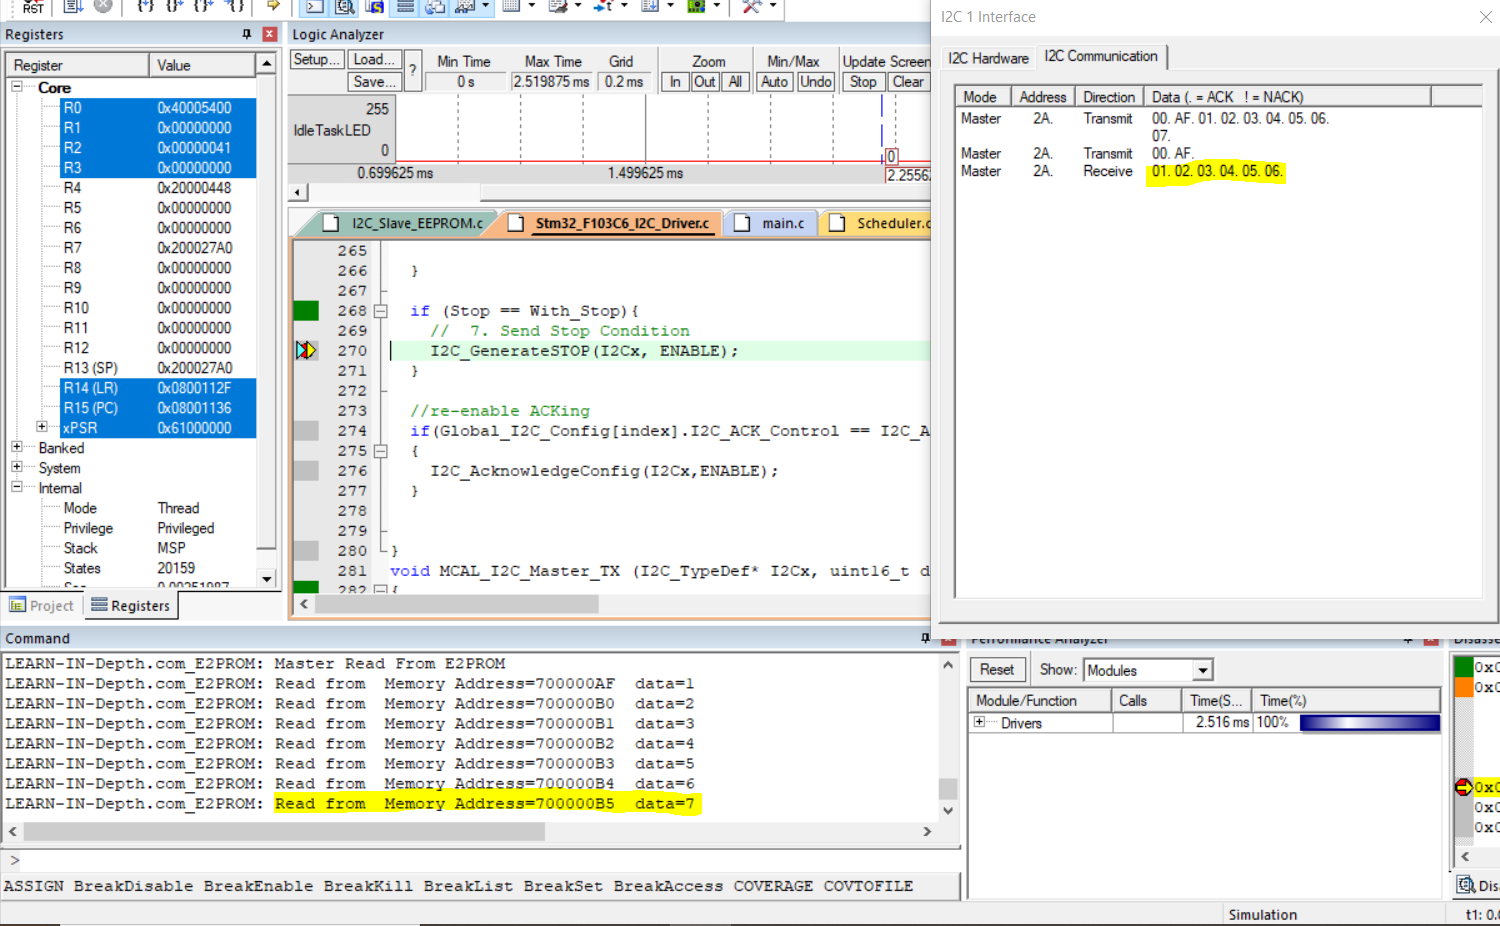 RST
Registers
Register Value
Core
R0 0x40005400
R1 0x00000000
R2 0x00000041
R3 0x00000000
R4 0x20000448
R5 0x00000000
R6 0x00000000
R7 0x200027A0
R8 0x00000000
R9 0x00000000
R10 0x00000000
R11 0x00000000
R12 0x00000000
R13 (SP) 0x200027A0
R14 (LR) 0x0800112F
R15 (PC) 0x08001136
xPSR 0x61000000
Banked
System
Internal
Mode Thread
Privilege Privileged
Stack MSP
States 20159
Project Registers
Logic Analyzer
Setup... Load... ? Min Time Max Time Grid Zoom Min/Max Update Screen
Save... 0 s 2.519875 ms 0.2 ms In Out All Auto Undo Stop Clear
255
IdleTaskLED
0
0
0.699625 ms 1.499625 ms 2.2556
I2C_Slave_EEPROM.c Stm32_F103C6_I2C_Driver.c main.c Scheduler.c
265
266 }
267
268 if (Stop == With_Stop){
269 // 7. Send Stop Condition
270 I2C_GenerateSTOP(I2Cx, ENABLE);
271 }
272
273 //re-enable ACKing
274 if(Global_I2C_Config[index].I2C_ACK_Control == I2C_A
275 {
276 I2C_AcknowledgeConfig(I2Cx,ENABLE);
277 }
278
279
280 }
281 void MCAL_I2C_Master_TX (I2C_TypeDef* I2Cx, uint16_t d
282 {
I2C 1 Interface
I2C Hardware I2C Communication
Mode Address Direction Data (. = ACK ! = NACK)
Master 2A. Transmit 00. AF. 01. 02. 03. 04. 05. 06.
07.
Master 2A. Transmit 00. AF.
Master 2A. Receive 01. 02. 03. 04. 05. 06.
Command
LEARN-IN-Depth.com_E2PROM: Master Read From E2PROM
LEARN-IN-Depth.com_E2PROM: Read from Memory Address=700000AF data=1
LEARN-IN-Depth.com_E2PROM: Read from Memory Address=700000B0 data=2
LEARN-IN-Depth.com_E2PROM: Read from Memory Address=700000B1 data=3
LEARN-IN-Depth.com_E2PROM: Read from Memory Address=700000B2 data=4
LEARN-IN-Depth.com_E2PROM: Read from Memory Address=700000B3 data=5
LEARN-IN-Depth.com_E2PROM: Read from Memory Address=700000B4 data=6
LEARN-IN-Depth.com_E2PROM: Read from Memory Address=700000B5 data=7
>
ASSIGN BreakDisable BreakEnable BreakKill BreakList BreakSet BreakAccess COVERAGE COVTOFILE
Performance Analyzer
Reset Show: Modules
Module/Function Calls Time(S... Time(%)
Drivers 2.516 ms 100%
Disasse
0x0
0x0
0x0
0x0
0x0
Disa
Simulation t1: 0.0